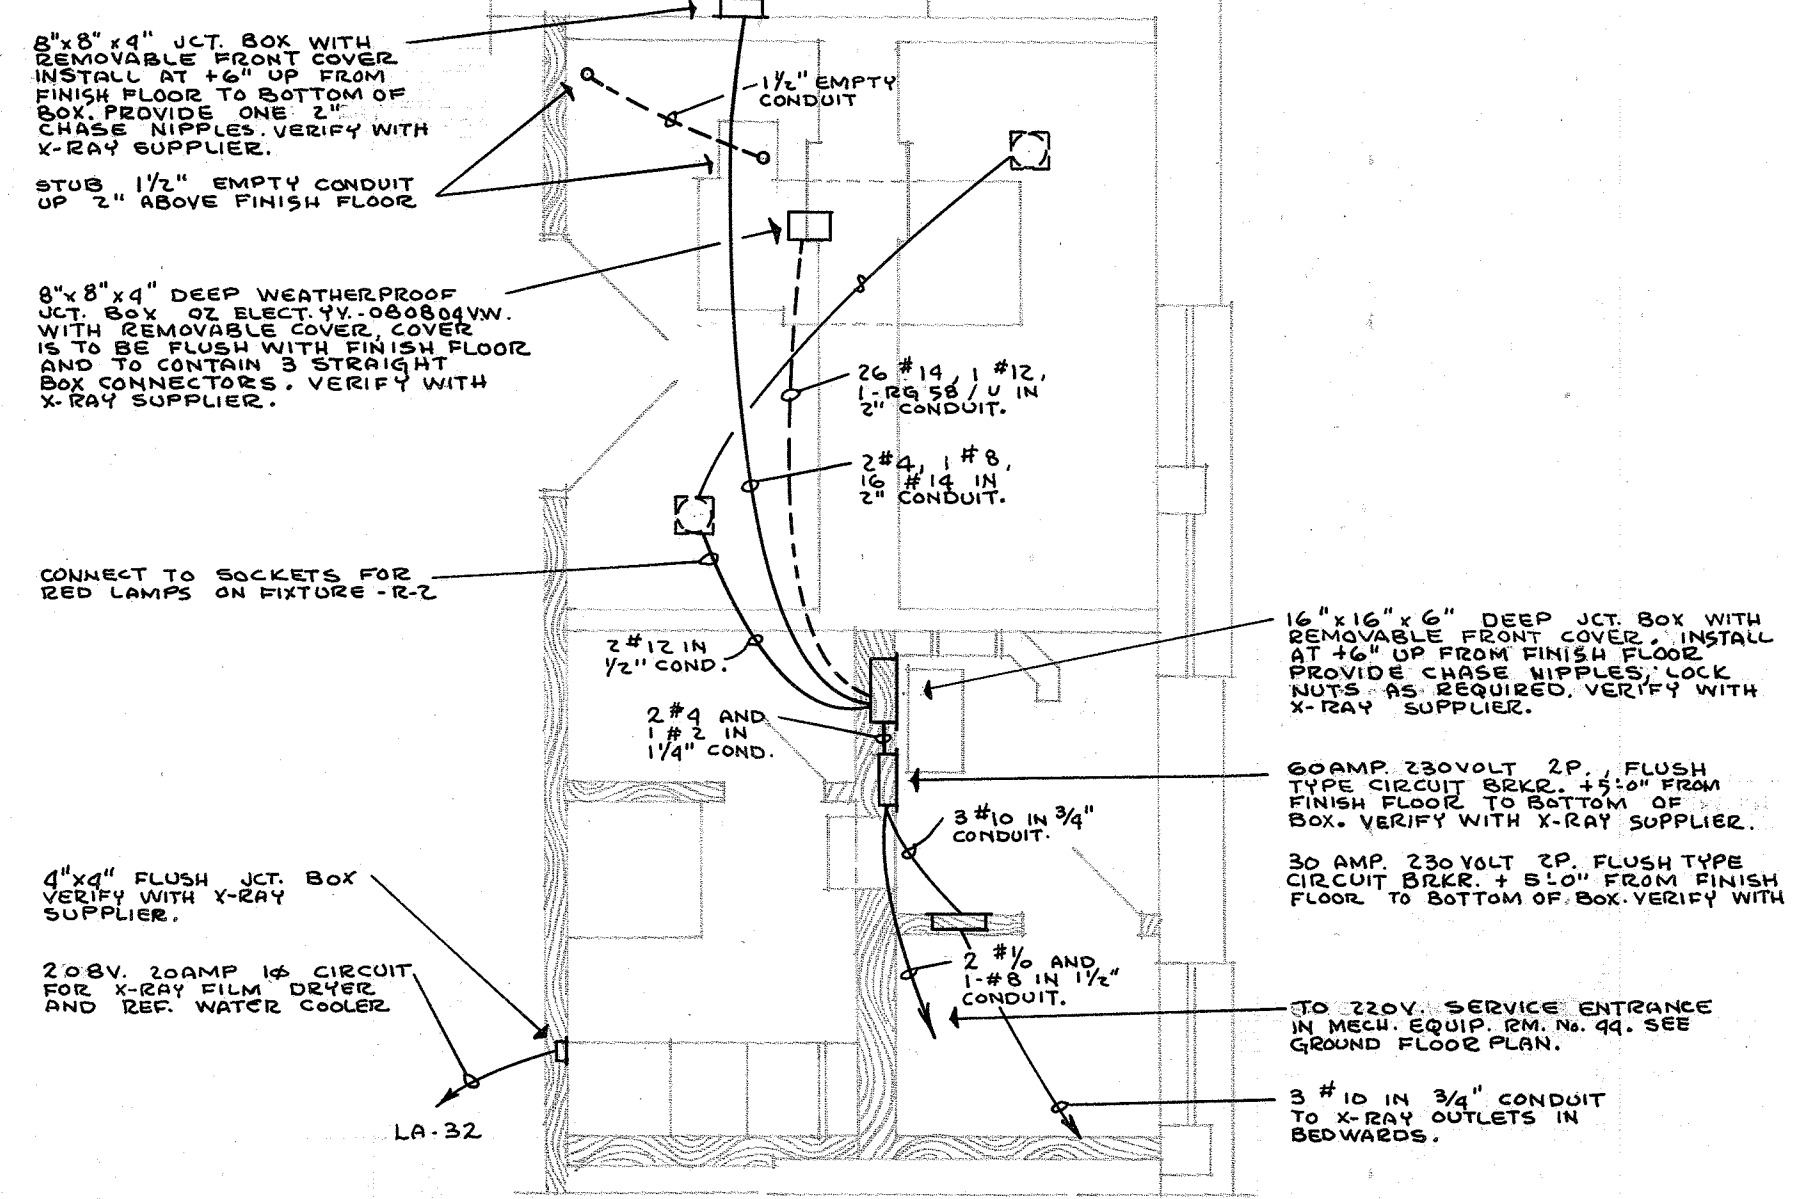 8"x8"x4" JCT. BOX WITH
REMOVABLE FRONT COVER
INSTALL AT +6" UP FROM
FINISH FLOOR TO BOTTOM OF
BOX. PROVIDE ONE 2"
CHASE NIPPLES. VERIFY WITH
X-RAY SUPPLIER.
STUB 1½" EMPTY CONDUIT
UP 2" ABOVE FINISH FLOOR
1½" EMPTY
CONDUIT
8"x8"x4" DEEP WEATHERPROOF
JCT. BOX OZ ELECT. YV.-080804VW.
WITH REMOVABLE COVER, COVER
IS TO BE FLUSH WITH FINISH FLOOR
AND TO CONTAIN 3 STRAIGHT
BOX CONNECTORS. VERIFY WITH
X-RAY SUPPLIER.
26 #14, 1 #12,
1-RG 58/U IN
2" CONDUIT.
2#4, 1 #8,
16 #14 IN
2" CONDUIT.
CONNECT TO SOCKETS FOR
RED LAMPS ON FIXTURE -R-2
2 #12 IN
½" COND.
2 #4 AND
1 #2 IN
1¼" COND.
16"x16"x6" DEEP JCT. BOX WITH
REMOVABLE FRONT COVER. INSTALL
AT +6" UP FROM FINISH FLOOR
PROVIDE CHASE NIPPLES, LOCK
NUTS AS REQUIRED. VERIFY WITH
X-RAY SUPPLIER.
60AMP. 230VOLT 2P., FLUSH
TYPE CIRCUIT BRKR. +5'-0" FROM
FINISH FLOOR TO BOTTOM OF
BOX. VERIFY WITH X-RAY SUPPLIER.
3 #10 IN ¾"
CONDUIT.
30 AMP. 230 VOLT 2P. FLUSH TYPE
CIRCUIT BRKR. + 5'-0" FROM FINISH
FLOOR TO BOTTOM OF BOX. VERIFY WITH
4"x4" FLUSH JCT. BOX
VERIFY WITH X-RAY
SUPPLIER.
208V. 20AMP 1ϕ CIRCUIT
FOR X-RAY FILM DRYER
AND REF. WATER COOLER
2 #1/0 AND
1-#8 IN 1½"
CONDUIT.
TO 220V. SERVICE ENTRANCE
IN MECH. EQUIP. RM. No. 44. SEE
GROUND FLOOR PLAN.
3 #10 IN 3/4" CONDUIT
TO X-RAY OUTLETS IN
BEDWARDS.
LA-32